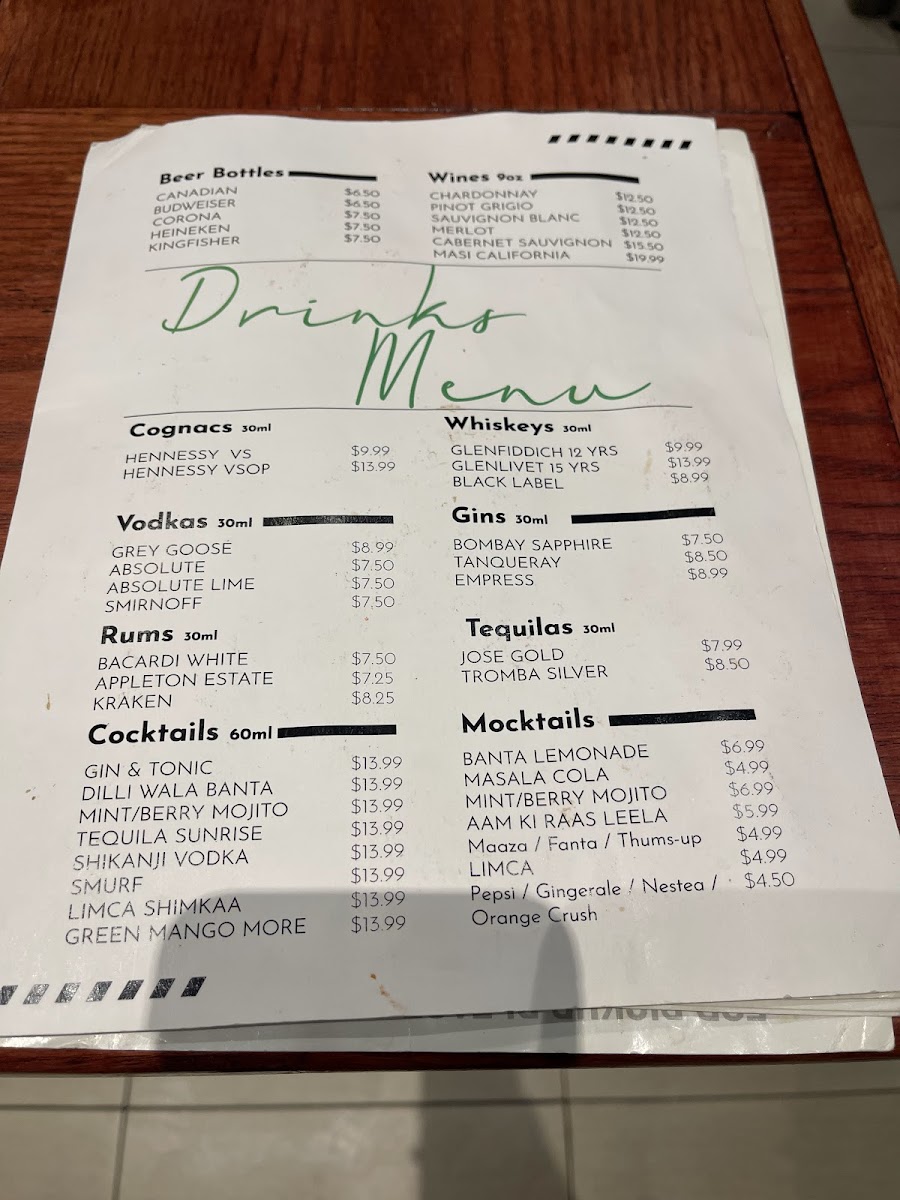 Beer Bottles
CANADIAN $6.50
BUDWEISER $6.50
CORONA $7.50
HEINEKEN $7.50
KINGFISHER $7.50
Wines 9oz
CHARDONNAY $12.50
PINOT GRIGIO $12.50
SAUVIGNON BLANC $12.50
MERLOT $12.50
CABERNET SAUVIGNON $15.50
MASI CALIFORNIA $19.99
Drinks
Menu
Cognacs 30ml
HENNESSY VS $9.99
HENNESSY VSOP $13.99
Whiskeys 30ml
GLENFIDDICH 12 YRS $9.99
GLENLIVET 15 YRS $13.99
BLACK LABEL $8.99
Vodkas 30ml
GREY GOOSE $8.99
ABSOLUTE $7.50
ABSOLUTE LIME $7.50
SMIRNOFF $7.50
Gins 30ml
BOMBAY SAPPHIRE $7.50
TANQUERAY $8.50
EMPRESS $8.99
Rums 30ml
BACARDI WHITE $7.50
APPLETON ESTATE $7.25
KRAKEN $8.25
Tequilas 30ml
JOSE GOLD $7.99
TROMBA SILVER $8.50
Cocktails 60ml
GIN & TONIC $13.99
DILLI WALA BANTA $13.99
MINT/BERRY MOJITO $13.99
TEQUILA SUNRISE $13.99
SHIKANJI VODKA $13.99
SMURF $13.99
LIMCA SHIMKAA $13.99
GREEN MANGO MORE $13.99
Mocktails
BANTA LEMONADE $6.99
MASALA COLA $4.99
MINT/BERRY MOJITO $6.99
AAM KI RAAS LEELA $5.99
Maaza / Fanta / Thums-up $4.99
LIMCA $4.99
Pepsi / Gingerale / Nestea / $4.50
Orange Crush
FOR PICKUP